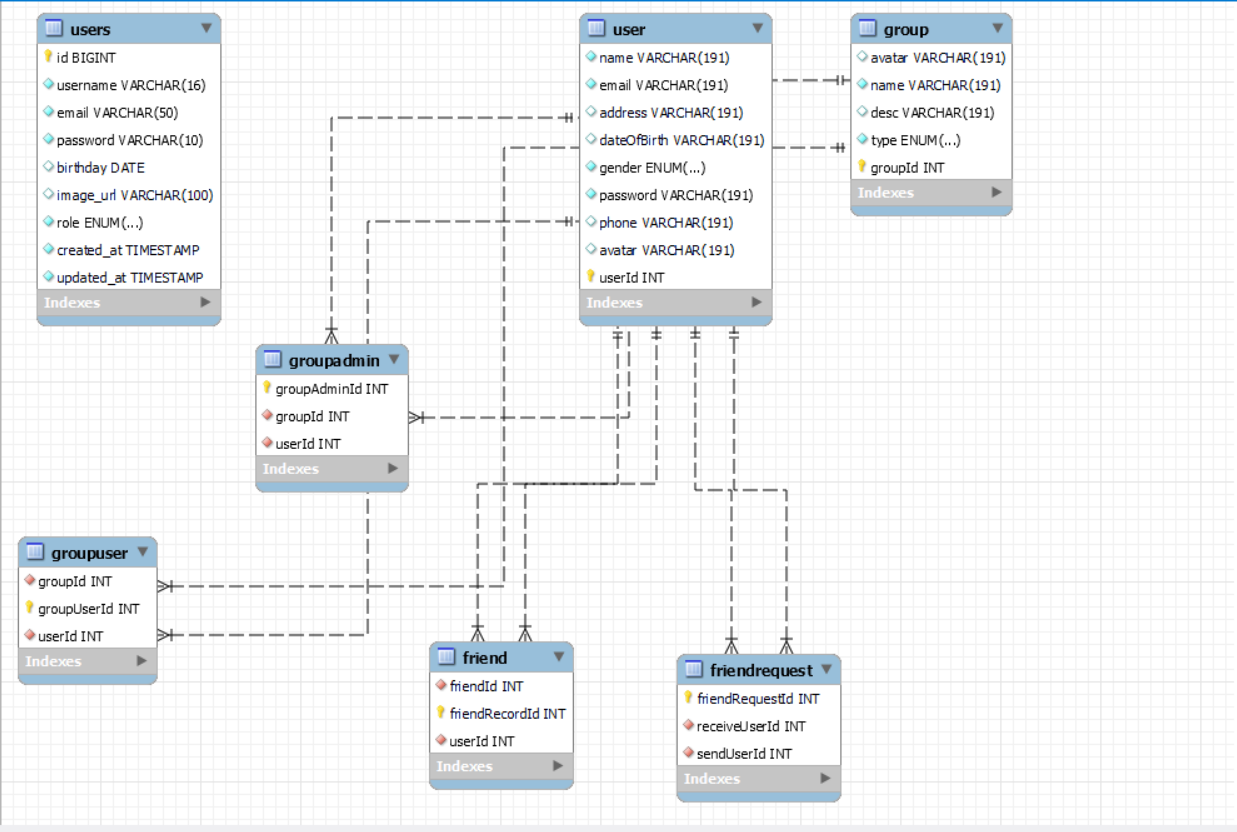 users
id BIGINT
username VARCHAR(16)
email VARCHAR(50)
password VARCHAR(10)
birthday DATE
image_url VARCHAR(100)
role ENUM(...)
created_at TIMESTAMP
updated_at TIMESTAMP
Indexes
user
name VARCHAR(191)
email VARCHAR(191)
address VARCHAR(191)
dateOfBirth VARCHAR(191)
gender ENUM(...)
password VARCHAR(191)
phone VARCHAR(191)
avatar VARCHAR(191)
userId INT
Indexes
group
avatar VARCHAR(191)
name VARCHAR(191)
desc VARCHAR(191)
type ENUM(...)
groupId INT
Indexes
groupadmin
groupAdminId INT
groupId INT
userId INT
Indexes
groupuser
groupId INT
groupUserId INT
userId INT
Indexes
friend
friendId INT
friendRecordId INT
userId INT
Indexes
friendrequest
friendRequestId INT
receiveUserId INT
sendUserId INT
Indexes